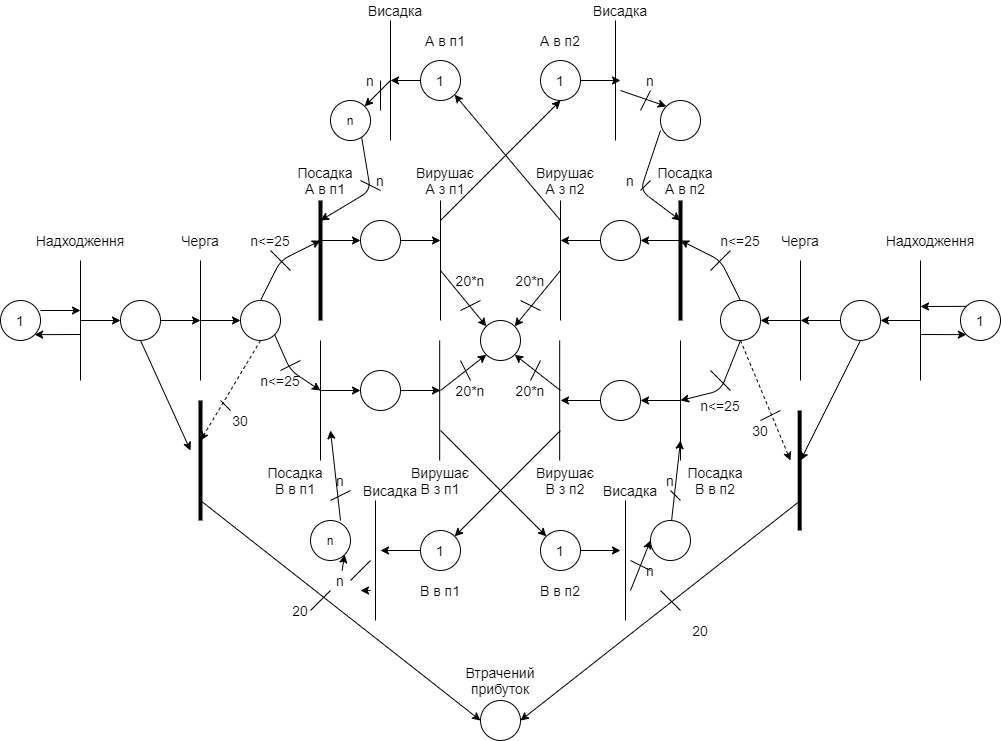 Висадка
Висадка
А в п1
А в п2
n
1
1
n
n
Посадка
А в п1
Вирушає
А з п1
Вирушає
А з п2
Посадка
А в п2
n
n
Надходження
Черга
n<=25
n<=25
Черга
Надходження
20*n
20*n
1
1
n<=25
20*n
20*n
n<=25
30
30
Посадка
В в п1
Вирушає
В з п1
Вирушає
В з п2
Посадка
В в п2
n
Висадка
Висадка
n
n
1
1
n
n
В в п1
В в п2
20
20
Втрачений
прибуток